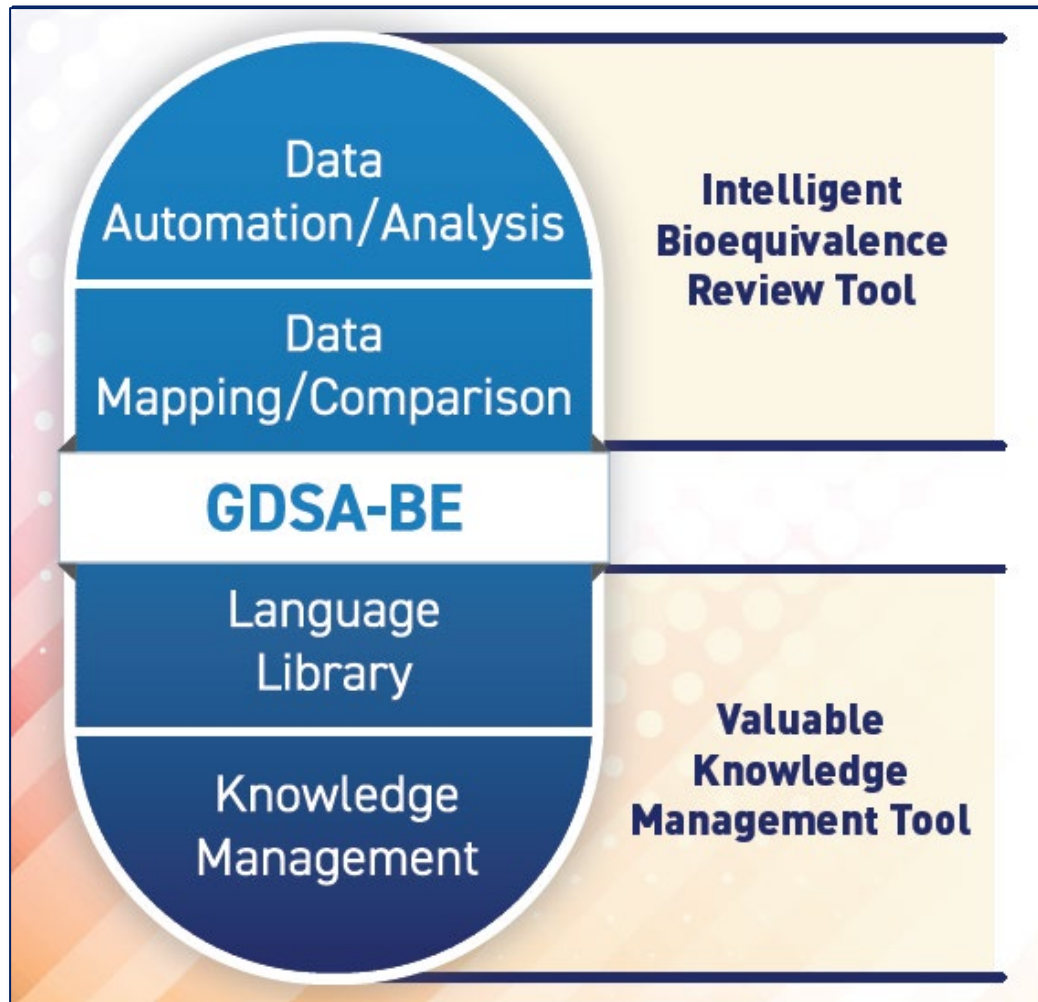 Data
Automation/Analysis
Intelligent
Bioequivalence
Review Tool
Data
Mapping/Comparison
GDSA-BE
Language
Library
Valuable
Knowledge
Management Tool
Knowledge
Management